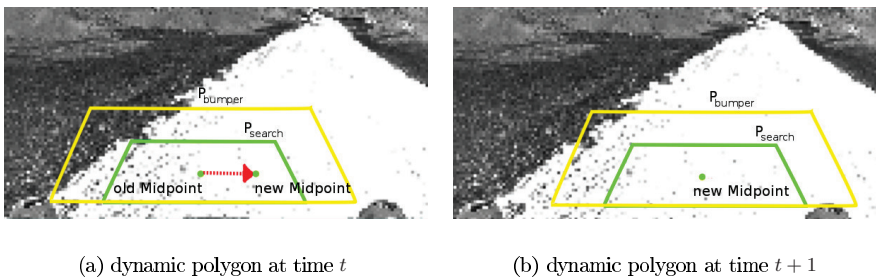 P_bumper
P_search
old Midpoint
new Midpoint
P_bumper
P_search
new Midpoint
(a) dynamic polygon at time t
(b) dynamic polygon at time t + 1